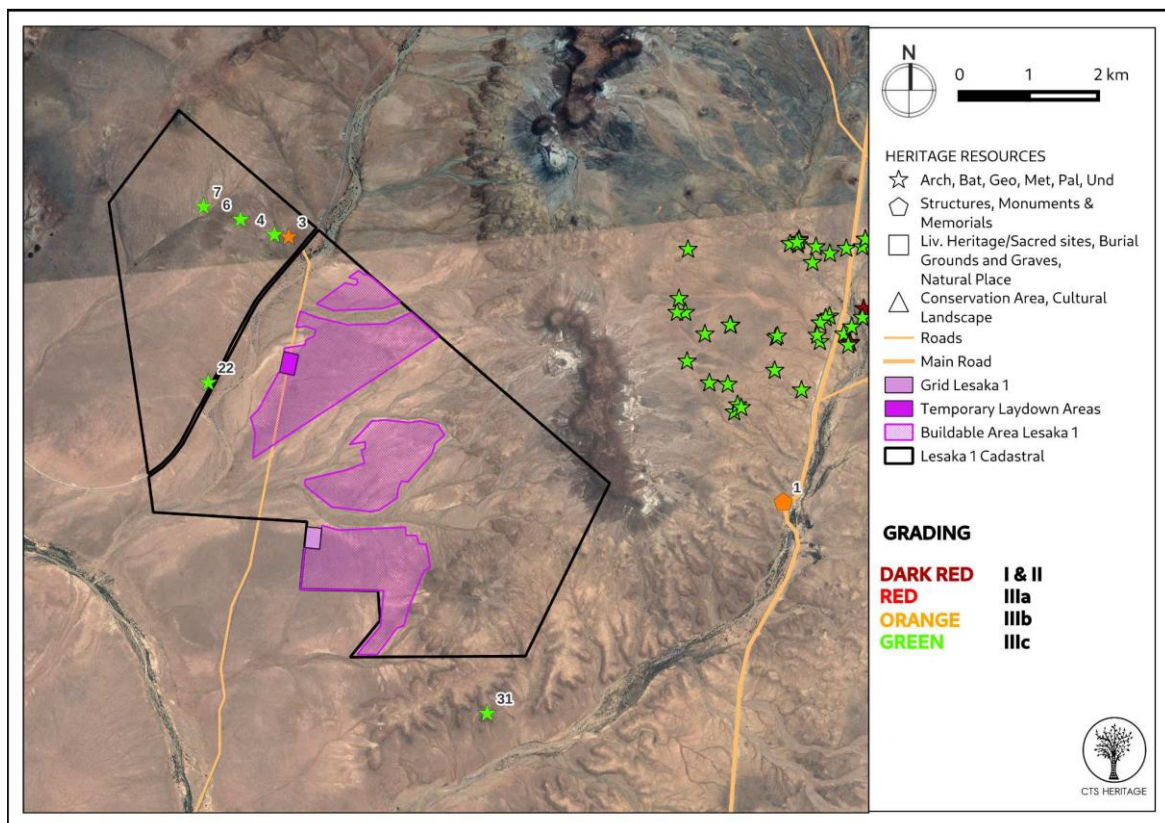 7
6
4
3
22
1
31
N
0 1 2 km
HERITAGE RESOURCES
Arch, Bat, Geo, Met, Pal, Und
Structures, Monuments &
Memorials
Liv. Heritage/Sacred sites, Burial
Grounds and Graves,
Natural Place
Conservation Area, Cultural
Landscape
Roads
Main Road
Grid Lesaka 1
Temporary Laydown Areas
Buildable Area Lesaka 1
Lesaka 1 Cadastral
GRADING
DARK RED I & II
RED IIIa
ORANGE IIIb
GREEN IIIc
CTS HERITAGE